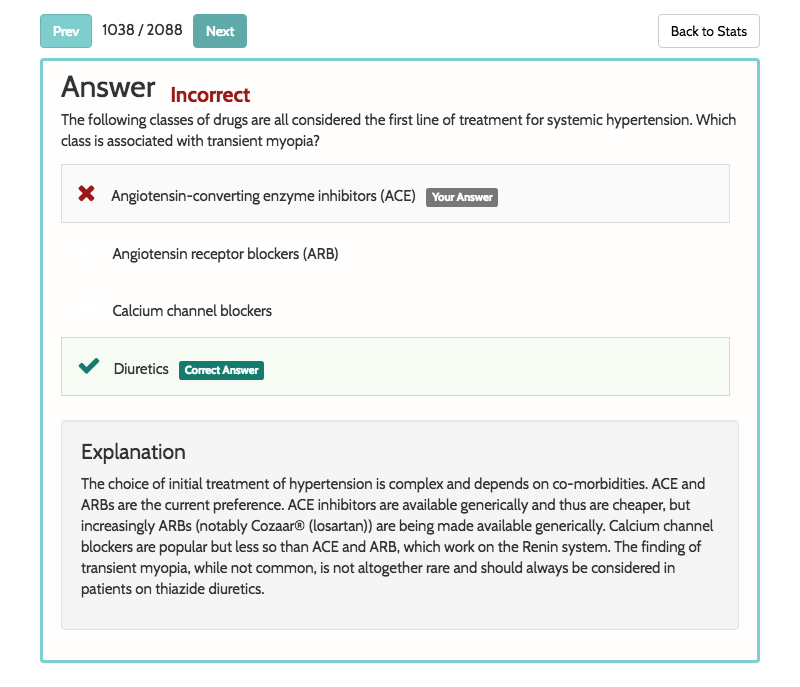 Prev 1038 / 2088 Next Back to Stats
Answer Incorrect
The following classes of drugs are all considered the first line of treatment for systemic hypertension. Which
class is associated with transient myopia?
Angiotensin-converting enzyme inhibitors (ACE) Your Answer
Angiotensin receptor blockers (ARB)
Calcium channel blockers
Diuretics Correct Answer
Explanation
The choice of initial treatment of hypertension is complex and depends on co-morbidities. ACE and
ARBs are the current preference. ACE inhibitors are available generically and thus are cheaper, but
increasingly ARBs (notably Cozaar® (losartan)) are being made available generically. Calcium channel
blockers are popular but less so than ACE and ARB, which work on the Renin system. The finding of
transient myopia, while not common, is not altogether rare and should always be considered in
patients on thiazide diuretics.